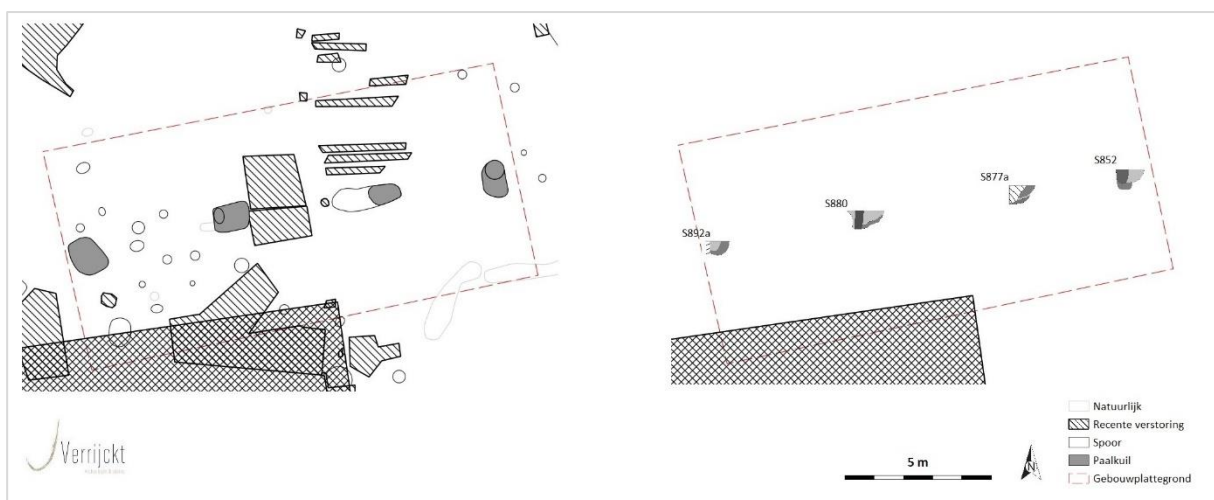 S852
S877a
S880
S892a
Natuurlijk
Recente verstoring
Spoor
Paalkuil
Gebouwplattegrond
5 m
N
Verrijckt